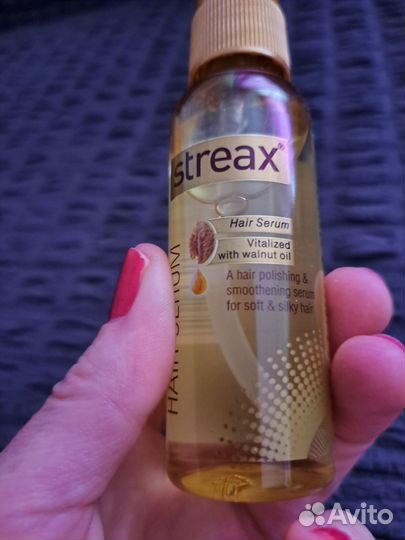 streax®
Hair Serum
Vitalized
with walnut oil
A hair polishing &
smoothening serum
for soft & silky hair
HAIR SERUM
Avito